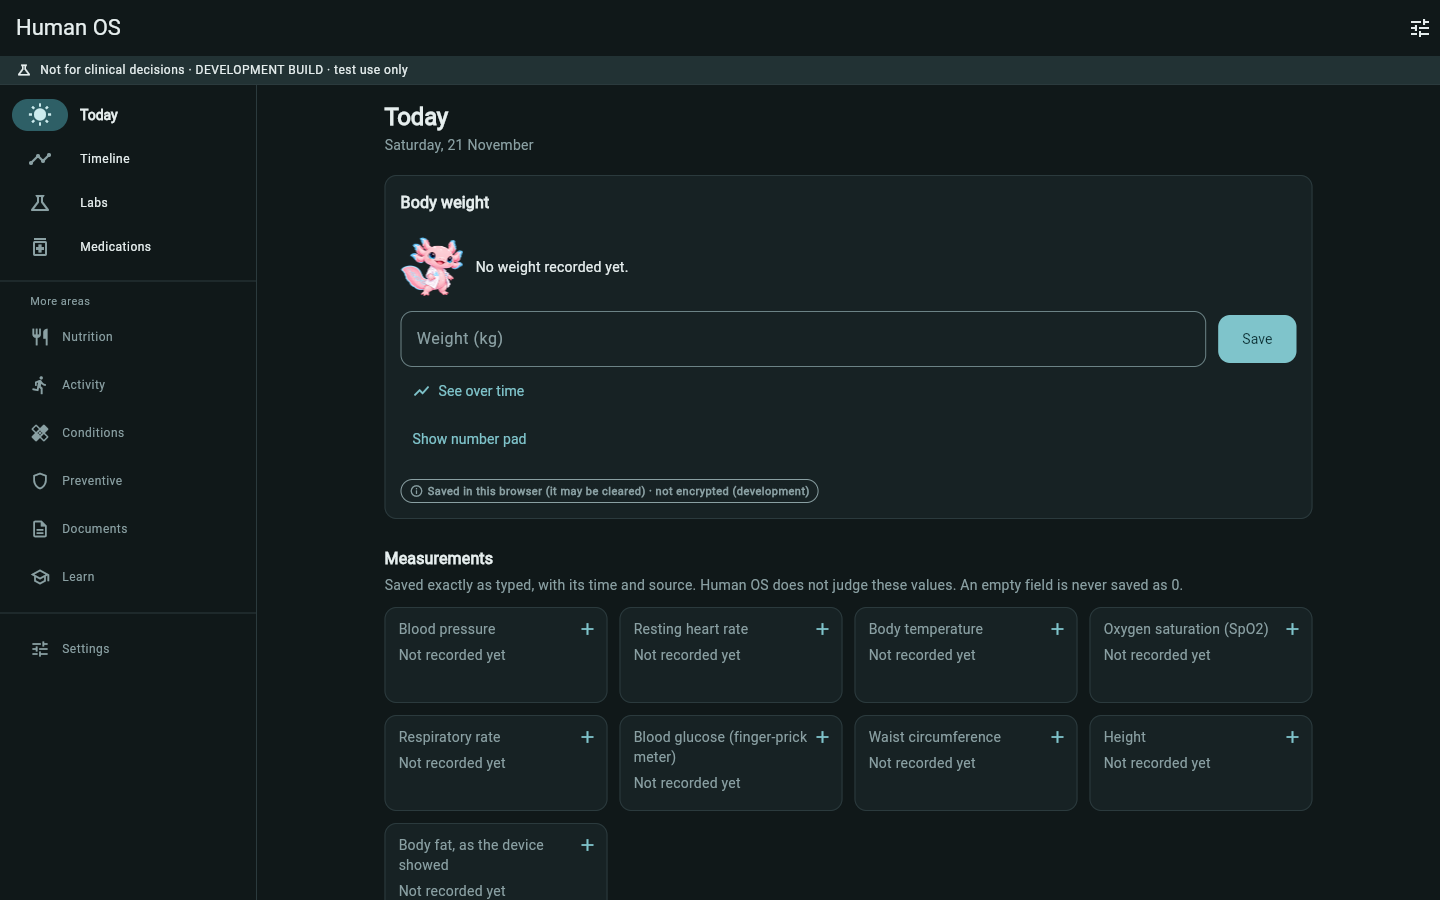 Human OS
Not for clinical decisions · DEVELOPMENT BUILD · test use only
Today
Timeline
Labs
Medications
More areas
Nutrition
Activity
Conditions
Preventive
Documents
Learn
Settings
Today
Saturday, 21 November
Body weight
No weight recorded yet.
Weight (kg)
Save
See over time
Show number pad
Saved in this browser (it may be cleared) · not encrypted (development)
Measurements
Saved exactly as typed, with its time and source. Human OS does not judge these values. An empty field is never saved as 0.
Blood pressure
Not recorded yet
Resting heart rate
Not recorded yet
Body temperature
Not recorded yet
Oxygen saturation (SpO2)
Not recorded yet
Respiratory rate
Not recorded yet
Blood glucose (finger-prick
meter)
Not recorded yet
Waist circumference
Not recorded yet
Height
Not recorded yet
Body fat, as the device
showed
Not recorded yet